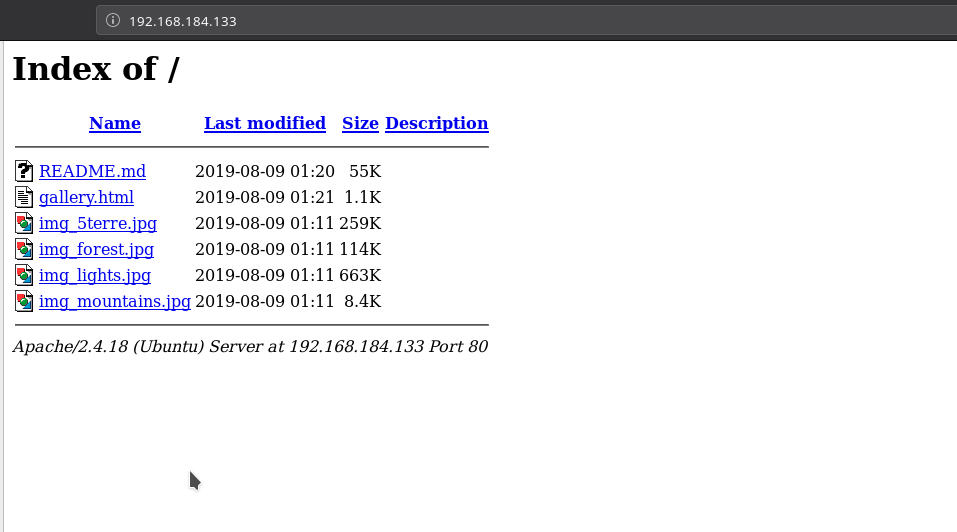 192.168.184.133
Index of /
Name Last modified Size Description
README.md 2019-08-09 01:20 55K
gallery.html 2019-08-09 01:21 1.1K
img_5terre.jpg 2019-08-09 01:11 259K
img_forest.jpg 2019-08-09 01:11 114K
img_lights.jpg 2019-08-09 01:11 663K
img_mountains.jpg 2019-08-09 01:11 8.4K
Apache/2.4.18 (Ubuntu) Server at 192.168.184.133 Port 80